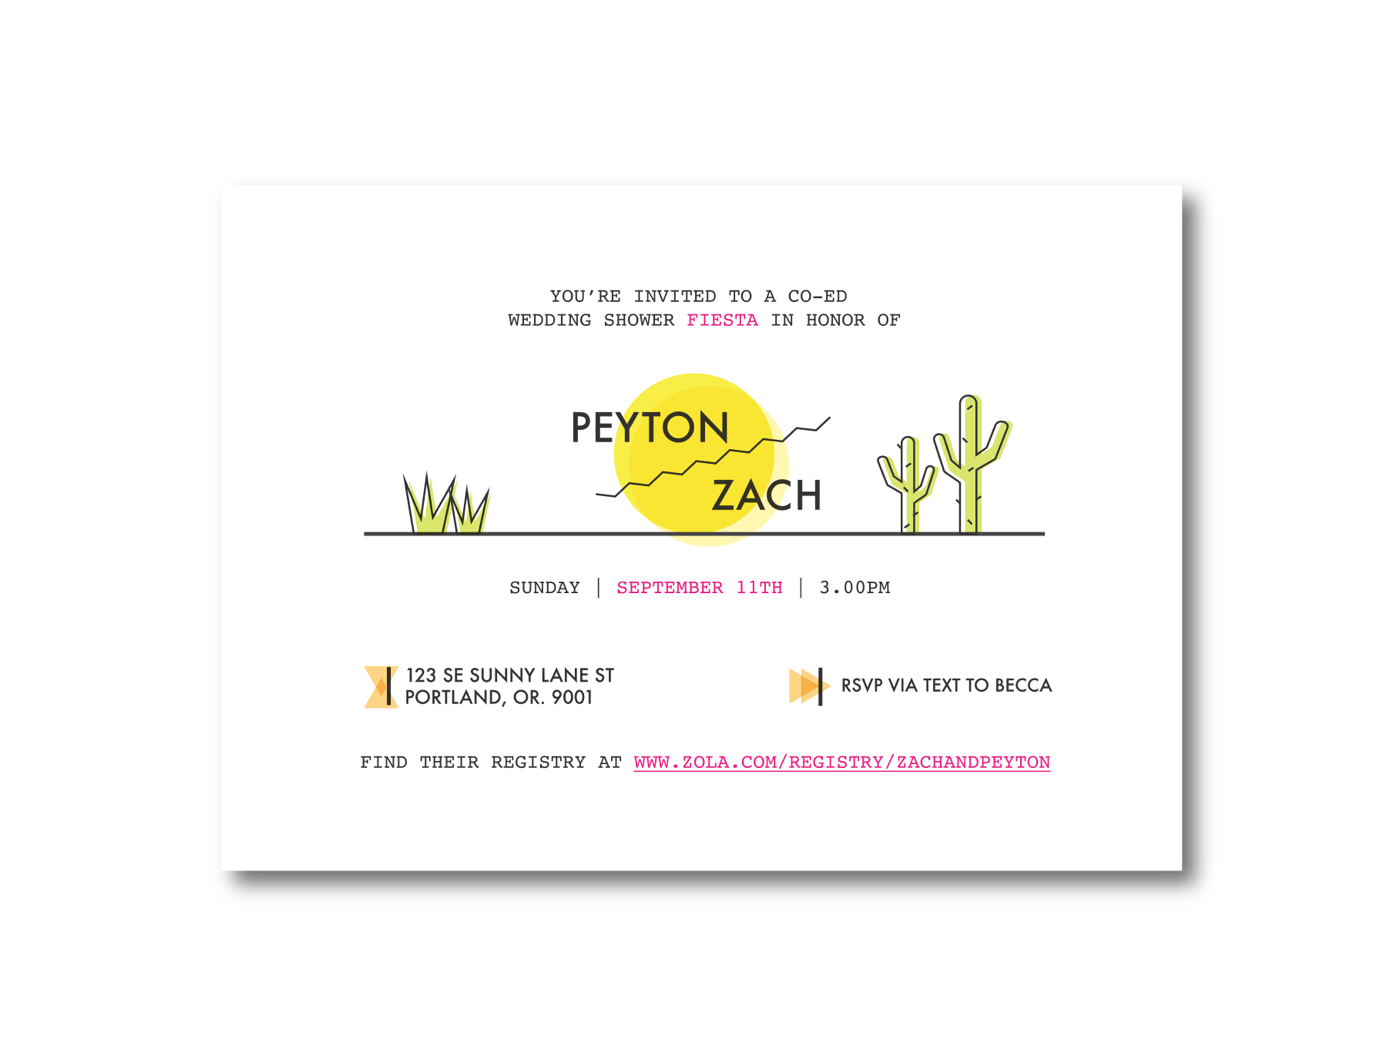 YOU’RE INVITED TO A CO-ED
WEDDING SHOWER FIESTA IN HONOR OF
PEYTON
ZACH
SUNDAY | SEPTEMBER 11TH | 3.00PM
123 SE SUNNY LANE ST
PORTLAND, OR. 9001
RSVP VIA TEXT TO BECCA
FIND THEIR REGISTRY AT WWW.ZOLA.COM/REGISTRY/ZACHANDPEYTON